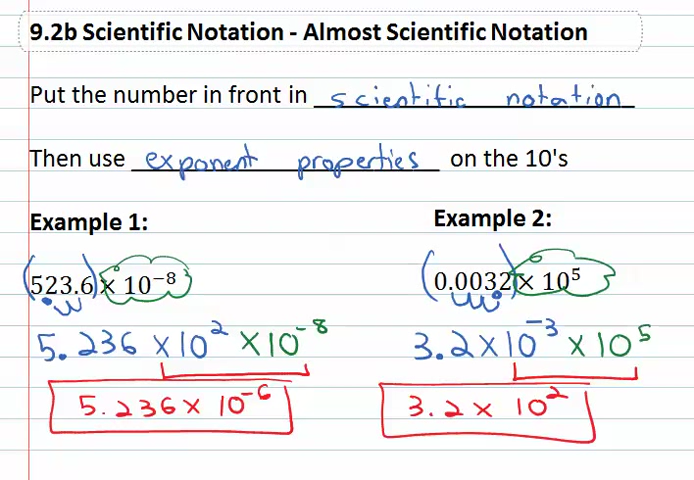 9.2b Scientific Notation - Almost Scientific Notation
Put the number in front in scientific notation
Then use exponent properties on the 10's
Example 1: Example 2:
(523.6) × 10⁻⁸ (0.0032) × 10⁵
5.236 × 10² × 10⁻⁸ 3.2 × 10⁻³ × 10⁵
5.236 × 10⁻⁶ 3.2 × 10²